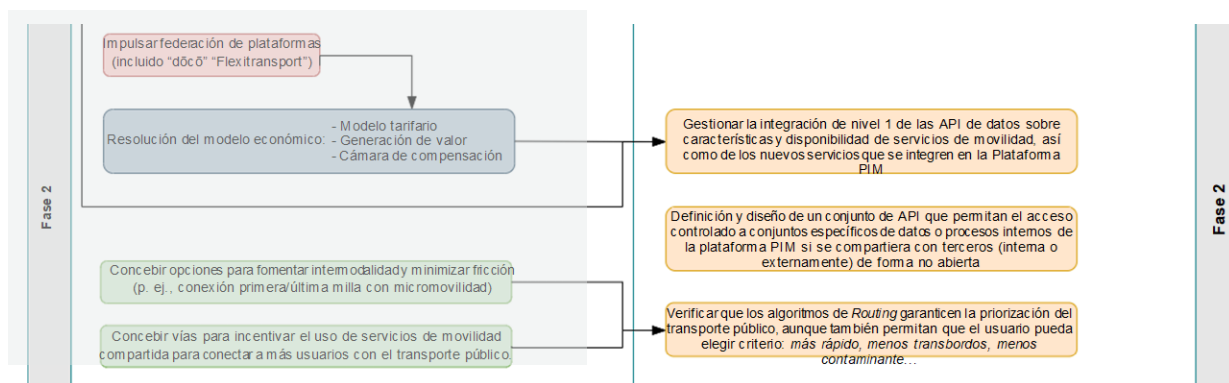 Fase 2
Impulsar federación de plataformas
(incluido “dōcō” “Flexitransport”)
Resolución del modelo económico:
- Modelo tarifario
- Generación de valor
- Cámara de compensación
Concebir opciones para fomentar intermodalidad y minimizar fricción
(p. ej., conexión primera/última milla con micromovilidad)
Concebir vías para incentivar el uso de servicios de movilidad
compartida para conectar a más usuarios con el transporte público.
Gestionar la integración de nivel 1 de las API de datos sobre
características y disponibilidad de servicios de movilidad, así
como de los nuevos servicios que se integren en la Plataforma
PIM
Definición y diseño de un conjunto de API que permitan el acceso
controlado a conjuntos específicos de datos o procesos internos de
la plataforma PIM si se compartiera con terceros (interna o
externamente) de forma no abierta
Verificar que los algoritmos de Routing garanticen la priorización del
transporte público, aunque también permitan que el usuario pueda
elegir criterio: más rápido, menos transbordos, menos
contaminante...
Fase 2